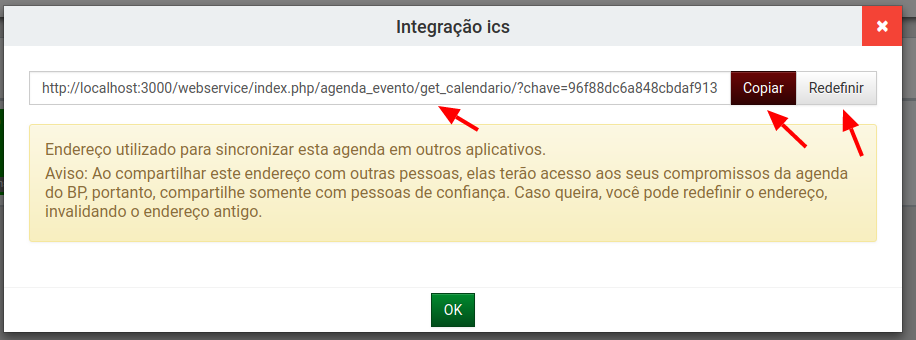 Integração ics
http://localhost:3000/webservice/index.php/agenda_evento/get_calendario/?chave=96f88dc6a848cbdaf913
Copiar
Redefinir
Endereço utilizado para sincronizar esta agenda em outros aplicativos.
Aviso: Ao compartilhar este endereço com outras pessoas, elas terão acesso aos seus compromissos da agenda
do BP, portanto, compartilhe somente com pessoas de confiança. Caso queira, você pode redefinir o endereço,
invalidando o endereço antigo.
OK